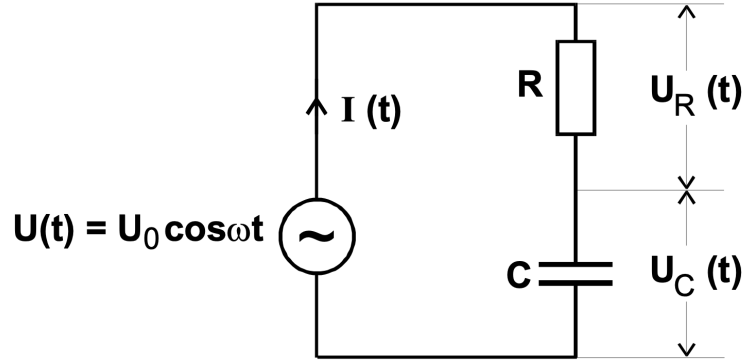 R
U_R (t)
I (t)
U(t) = U_0 cosωt
~
C
U_C (t)